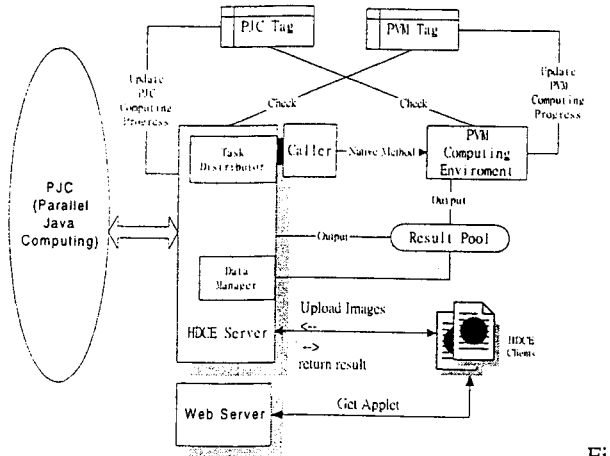 PJC Tag
PVM Tag
Update
PJC
Computing
Progress
Update
PVM
Computing
Progress
Check
Check
Task
Distributor
Caller
Native Method
PVM
Computing
Enviroment
PJC
(Parallel
Java
Computing)
Output
Output
Result Pool
Data
Manager
HDCE Server
Upload Images
<--
-->
return result
HDCE
Clients
Web Server
Get Applet